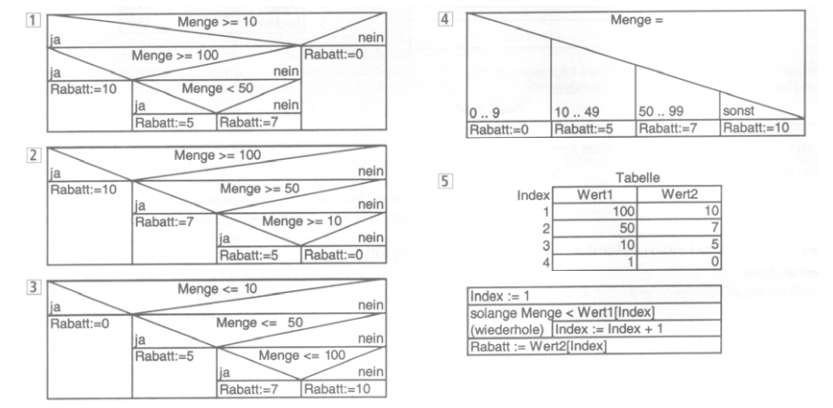 1
Menge >= 10
ja
nein
Menge >= 100
Rabatt:=0
ja
nein
Rabatt:=10
Menge < 50
ja
nein
Rabatt:=5
Rabatt:=7
2
Menge >= 100
ja
nein
Rabatt:=10
Menge >= 50
ja
nein
Rabatt:=7
Menge >= 10
ja
nein
Rabatt:=5
Rabatt:=0
3
Menge <= 10
ja
nein
Rabatt:=0
Menge <= 50
ja
nein
Rabatt:=5
Menge <= 100
ja
nein
Rabatt:=7
Rabatt:=10
4
Menge =
0 .. 9
10 .. 49
50 .. 99
sonst
Rabatt:=0
Rabatt:=5
Rabatt:=7
Rabatt:=10
5
Tabelle
Index Wert1 Wert2
1 100 10
2 50 7
3 10 5
4 1 0
Index := 1
solange Menge < Wert1[Index]
(wiederhole) Index := Index + 1
Rabatt := Wert2[Index]